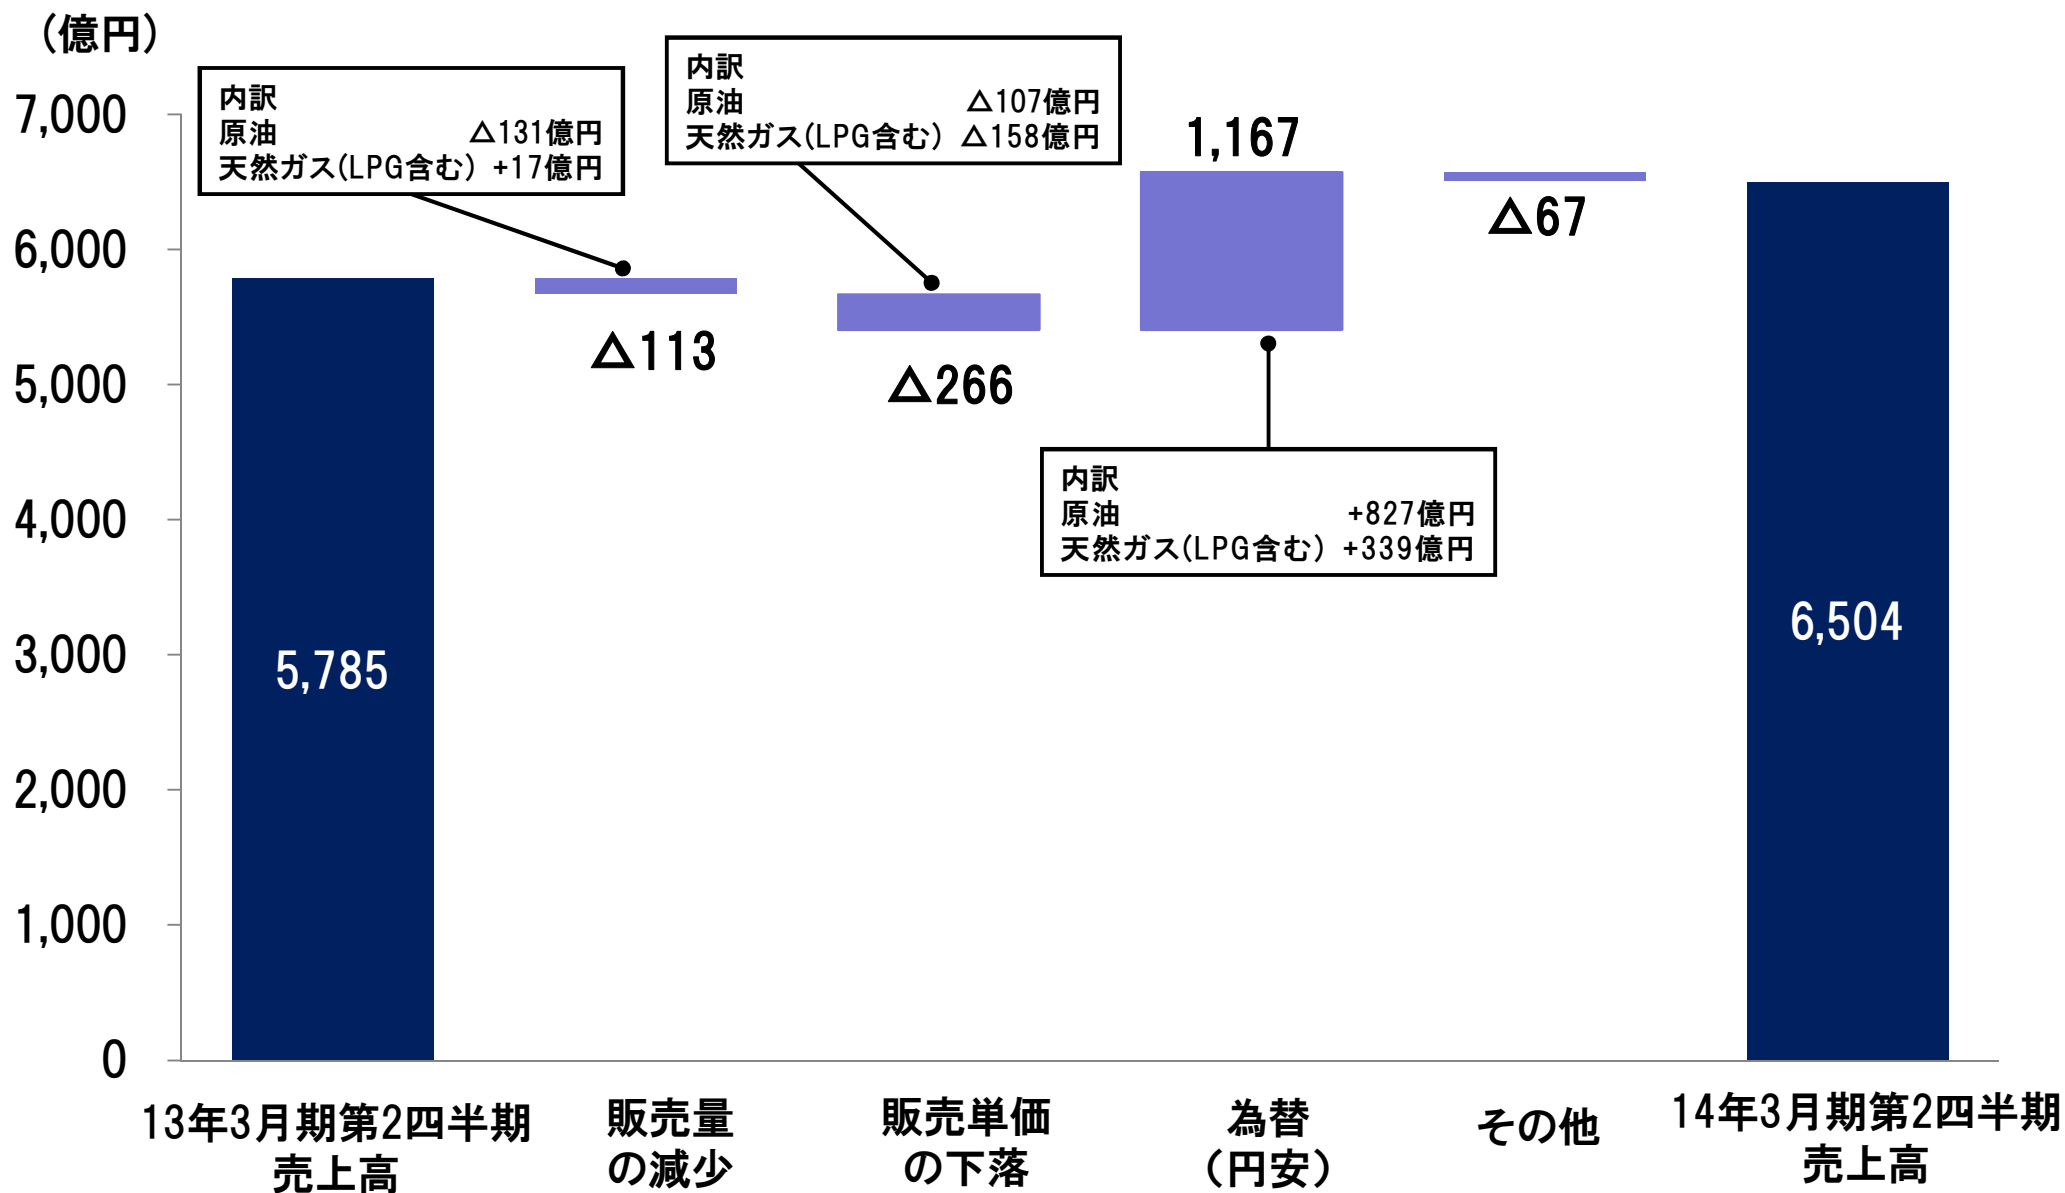 (億円)
内訳
原油 △131億円
天然ガス(LPG含む) +17億円
内訳
原油 △107億円
天然ガス(LPG含む) △158億円
7,000
6,000
5,000
4,000
3,000
2,000
1,000
0
5,785
△113
△266
1,167
△67
6,504
内訳
原油 +827億円
天然ガス(LPG含む) +339億円
13年3月期第2四半期
売上高
販売量
の減少
販売単価
の下落
為替
(円安)
その他
14年3月期第2四半期
売上高